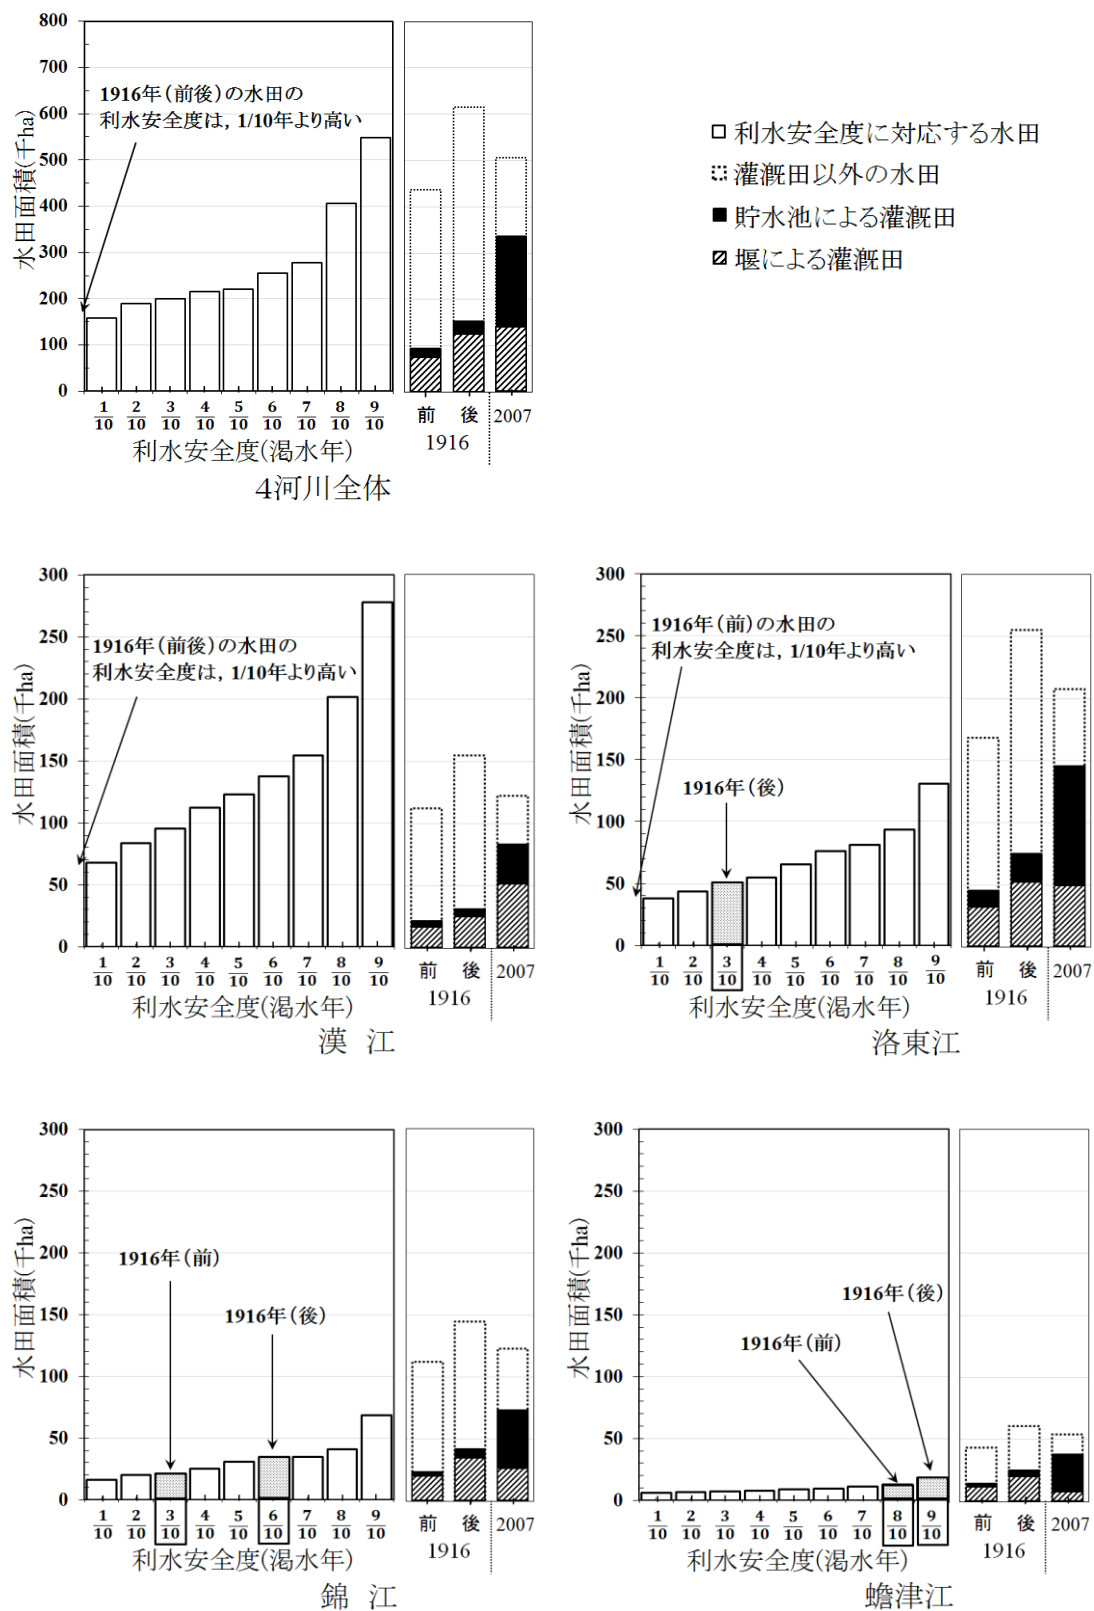 800
700
600
500
400
300
200
100
0
水田面積(千ha)
1916年(前後)の水田の
利水安全度は, 1/10年より高い
1/10 2/10 3/10 4/10 5/10 6/10 7/10 8/10 9/10
利水安全度(渇水年)
前 後 2007
1916
4河川全体
利水安全度に対応する水田
灌漑田以外の水田
貯水池による灌漑田
堰による灌漑田
300
250
200
150
100
50
0
水田面積(千ha)
1916年(前後)の水田の
利水安全度は, 1/10年より高い
1/10 2/10 3/10 4/10 5/10 6/10 7/10 8/10 9/10
利水安全度(渇水年)
前 後 2007
1916
漢 江
300
250
200
150
100
50
0
水田面積(千ha)
1916年(前)の水田の
利水安全度は, 1/10年より高い
1916年(後)
1/10 2/10 3/10 4/10 5/10 6/10 7/10 8/10 9/10
利水安全度(渇水年)
前 後 2007
1916
洛東江
300
250
200
150
100
50
0
水田面積(千ha)
1916年(前)
1916年(後)
1/10 2/10 3/10 4/10 5/10 6/10 7/10 8/10 9/10
利水安全度(渇水年)
前 後 2007
1916
錦 江
300
250
200
150
100
50
0
水田面積(千ha)
1916年(後)
1916年(前)
1/10 2/10 3/10 4/10 5/10 6/10 7/10 8/10 9/10
利水安全度(渇水年)
前 後 2007
1916
蟾津江